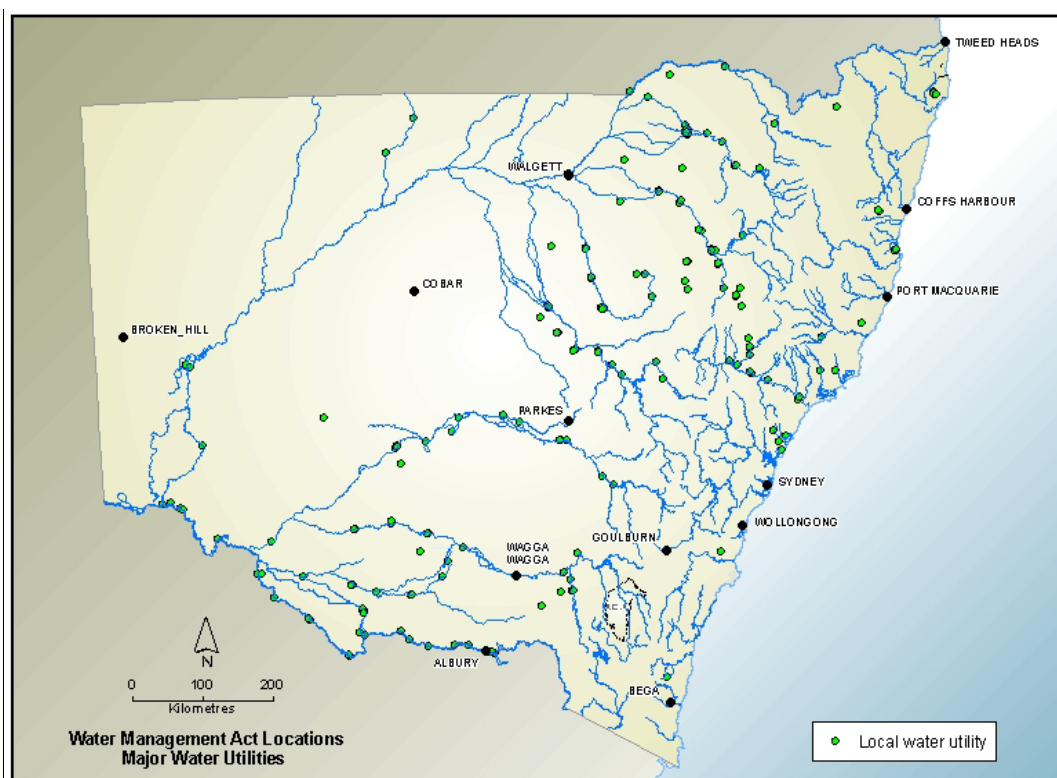 TWEED HEADS
WALGETT
COFFS HARBOUR
COBAR
PORT MACQUARIE
BROKEN_HILL
PARKES
SYDNEY
WOLLONGONG
GOULBURN
WAGGA
WAGGA
N
ALBURY
BEGA
0 100 200
Kilometres
Water Management Act Locations
Major Water Utilities
Local water utility